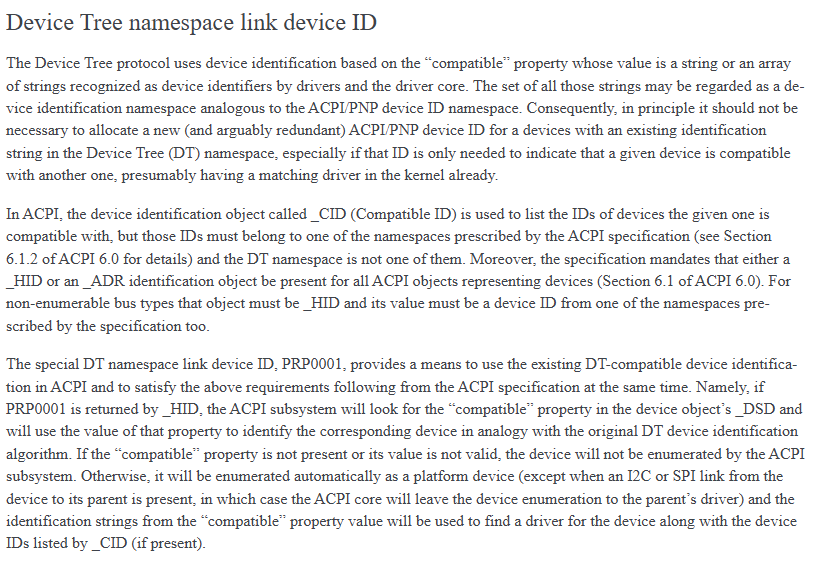 Device Tree namespace link device ID
The Device Tree protocol uses device identification based on the “compatible” property whose value is a string or an array
of strings recognized as device identifiers by drivers and the driver core. The set of all those strings may be regarded as a de-
vice identification namespace analogous to the ACPI/PNP device ID namespace. Consequently, in principle it should not be
necessary to allocate a new (and arguably redundant) ACPI/PNP device ID for a devices with an existing identification
string in the Device Tree (DT) namespace, especially if that ID is only needed to indicate that a given device is compatible
with another one, presumably having a matching driver in the kernel already.
In ACPI, the device identification object called _CID (Compatible ID) is used to list the IDs of devices the given one is
compatible with, but those IDs must belong to one of the namespaces prescribed by the ACPI specification (see Section
6.1.2 of ACPI 6.0 for details) and the DT namespace is not one of them. Moreover, the specification mandates that either a
_HID or an _ADR identification object be present for all ACPI objects representing devices (Section 6.1 of ACPI 6.0). For
non-enumerable bus types that object must be _HID and its value must be a device ID from one of the namespaces pre-
scribed by the specification too.
The special DT namespace link device ID, PRP0001, provides a means to use the existing DT-compatible device identifica-
tion in ACPI and to satisfy the above requirements following from the ACPI specification at the same time. Namely, if
PRP0001 is returned by _HID, the ACPI subsystem will look for the “compatible” property in the device object’s _DSD and
will use the value of that property to identify the corresponding device in analogy with the original DT device identification
algorithm. If the “compatible” property is not present or its value is not valid, the device will not be enumerated by the ACPI
subsystem. Otherwise, it will be enumerated automatically as a platform device (except when an I2C or SPI link from the
device to its parent is present, in which case the ACPI core will leave the device enumeration to the parent’s driver) and the
identification strings from the “compatible” property value will be used to find a driver for the device along with the device
IDs listed by _CID (if present).